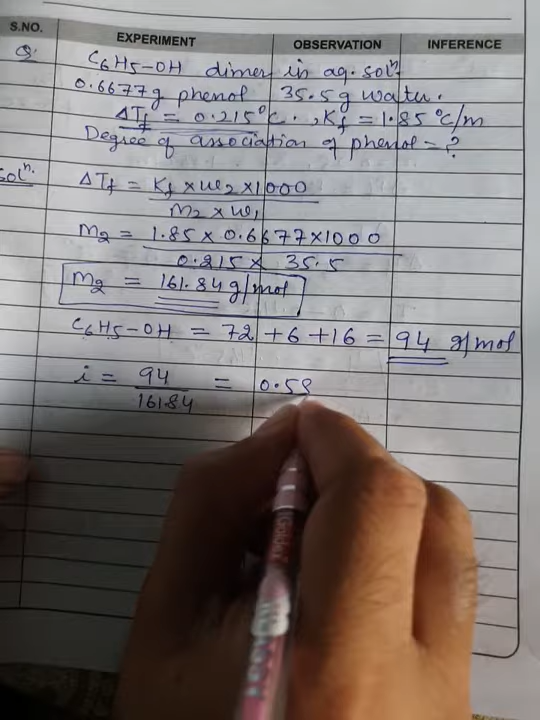 S.NO. EXPERIMENT OBSERVATION INFERENCE
Q. C6H5-OH dimer in aq. solⁿ
0.6677g phenol 35.5g water.
ΔTf = 0.215°C., Kf = 1.85 °C/m
Degree of association of phenol = ?
Solⁿ. ΔTf = Kf × w2 × 1000
M2 × w1
M2 = 1.85 × 0.6677 × 1000
0.215 × 35.5
M2 = 161.84 g/mol
C6H5-OH = 72 + 6 + 16 = 94 g/mol
i = 94 = 0.58
161.84